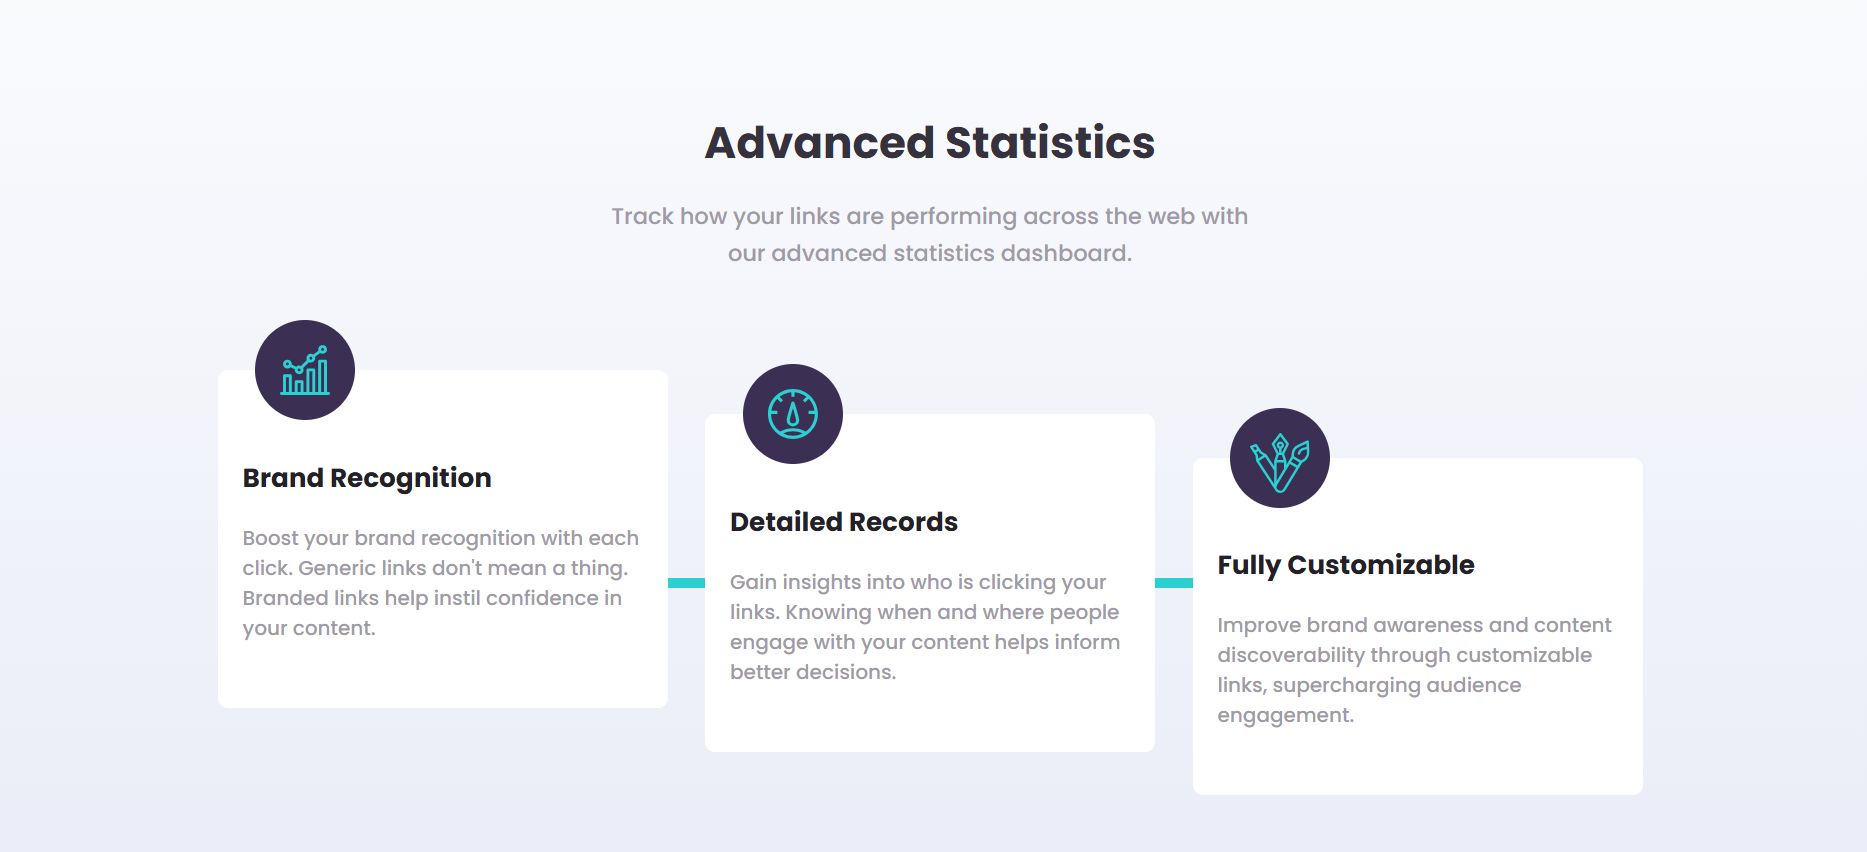 Advanced Statistics
Track how your links are performing across the web with
our advanced statistics dashboard.
Brand Recognition
Boost your brand recognition with each
click. Generic links don't mean a thing.
Branded links help instil confidence in
your content.
Detailed Records
Gain insights into who is clicking your
links. Knowing when and where people
engage with your content helps inform
better decisions.
Fully Customizable
Improve brand awareness and content
discoverability through customizable
links, supercharging audience
engagement.